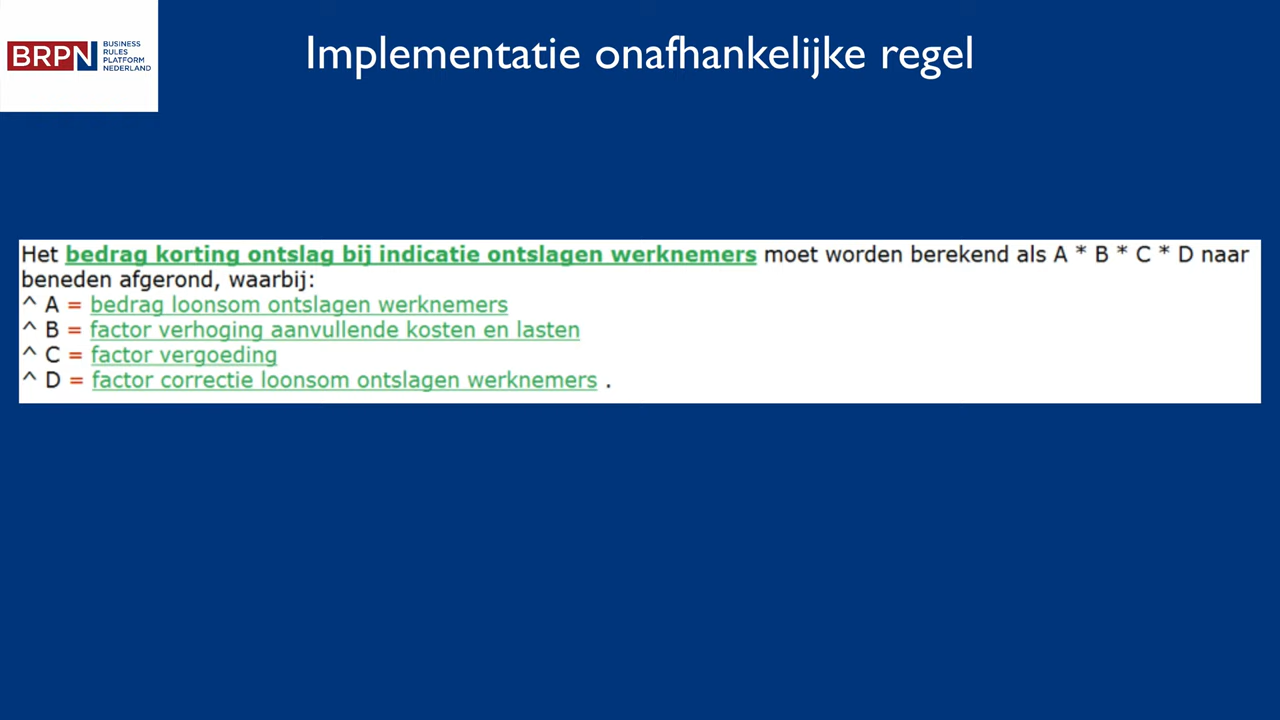 BRPN BUSINESS
RULES
PLATFORM
NEDERLAND
Implementatie onafhankelijke regel
Het bedrag korting ontslag bij indicatie ontslagen werknemers moet worden berekend als A * B * C * D naar
beneden afgerond, waarbij:
^ A = bedrag loonsom ontslagen werknemers
^ B = factor verhoging aanvullende kosten en lasten
^ C = factor vergoeding
^ D = factor correctie loonsom ontslagen werknemers .